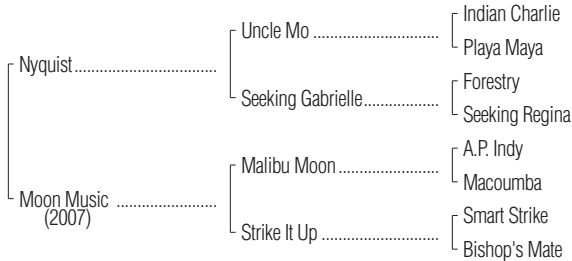 Indian Charlie
Uncle Mo
Playa Maya
Nyquist
Forestry
Seeking Gabrielle
Seeking Regina
A.P. Indy
Malibu Moon
Macoumba
Moon Music
(2007)
Smart Strike
Strike It Up
Bishop's Mate